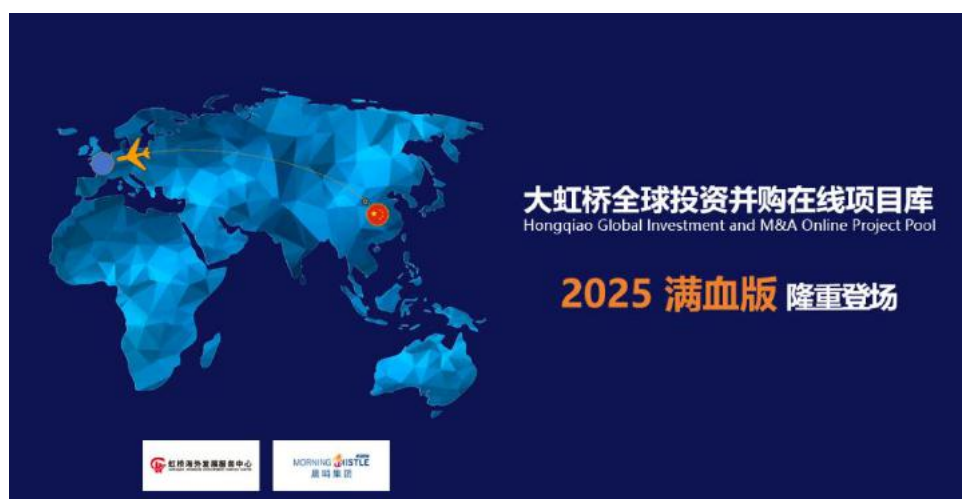 大虹桥全球投资并购在线项目库
Hongqiao Global Investment and M&A Online Project Pool
2025 满血版 隆重登场
虹桥海外发展服务中心
MORNING WHISTLE
晨哨集团